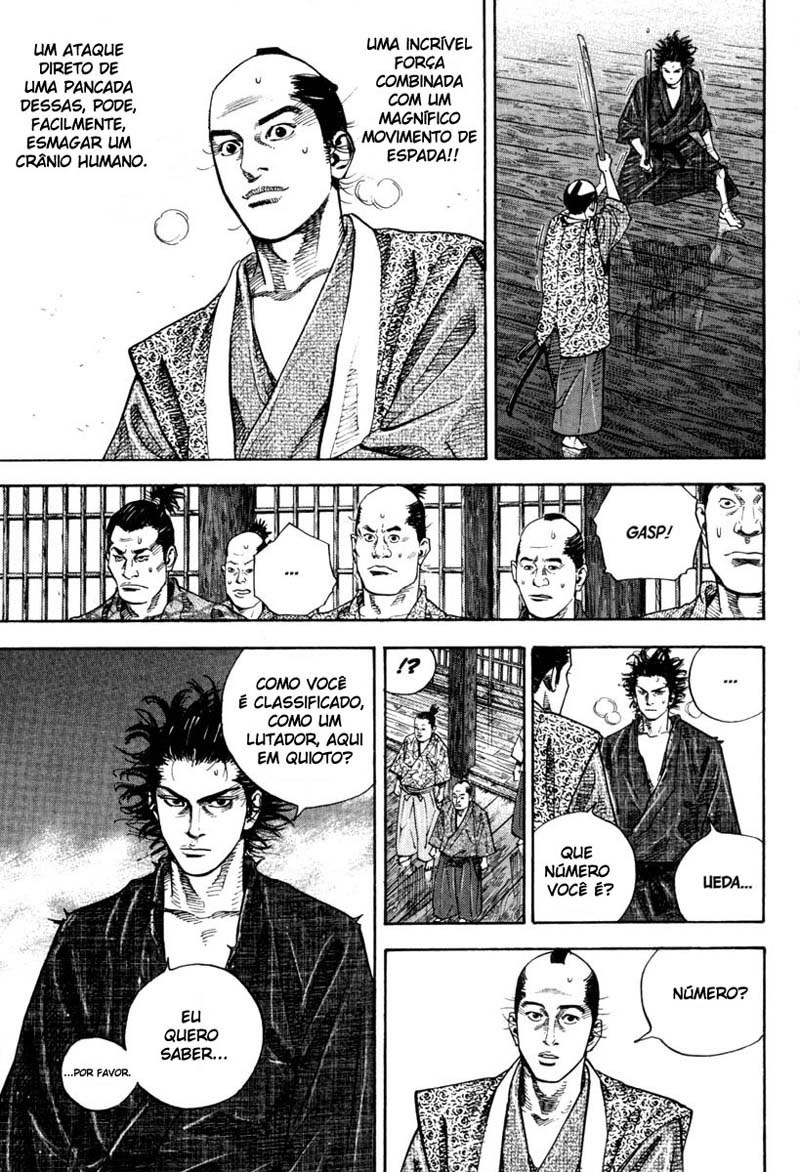 UMA INCRÍVEL
FORÇA
COMBINADA
COM UM
MAGNÍFICO
MOVIMENTO DE
ESPADA!!
UM ATAQUE
DIRETO DE
UMA PANCADA
DESSAS, PODE,
FACILMENTE,
ESMAGAR UM
CRÂNIO HUMANO.
GASP!
...
...
UEDA...
QUE
NÚMERO
VOCÊ É?
!?
NÚMERO?
COMO VOCÊ
É CLASSIFICADO,
COMO UM
LUTADOR, AQUI
EM QUIOTO?
EU
QUERO
SABER...
...POR FAVOR.